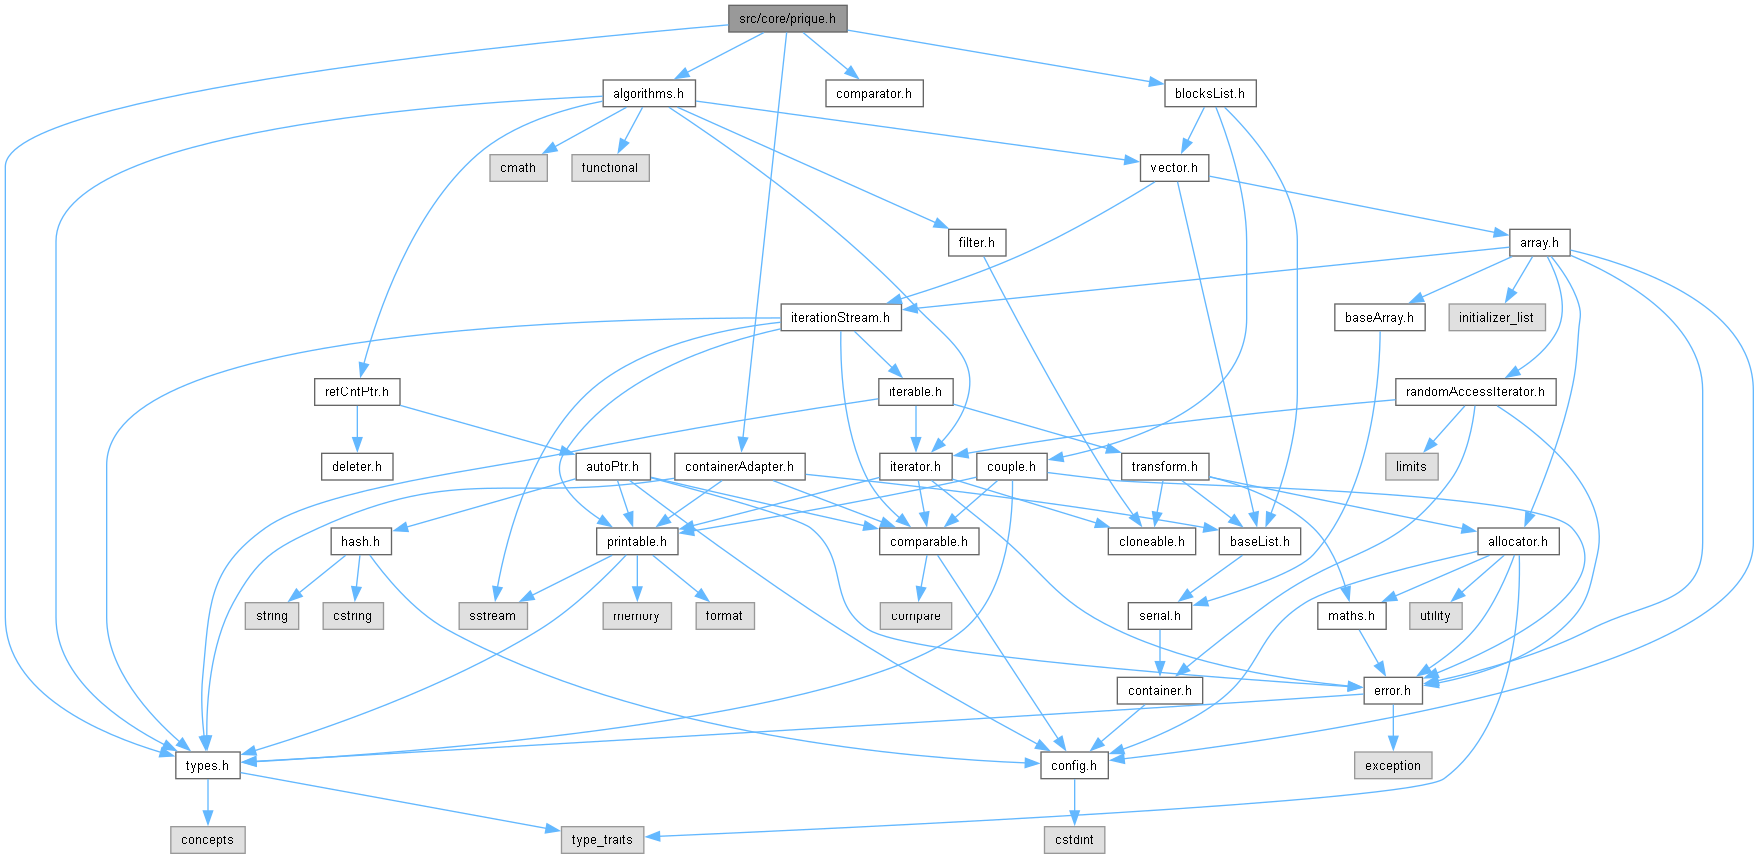 src/core/prique.h
algorithms.h
comparator.h
blocksList.h
cmath
functional
vector.h
filter.h
array.h
iterationStream.h
baseArray.h
initializer_list
refCntPtr.h
iterable.h
randomAccessIterator.h
deleter.h
autoPtr.h
containerAdapter.h
iterator.h
couple.h
transform.h
limits
hash.h
printable.h
comparable.h
cloneable.h
baseList.h
allocator.h
string
cstring
sstream
memory
format
compare
serial.h
maths.h
utility
container.h
error.h
types.h
config.h
exception
concepts
type_traits
cstdint